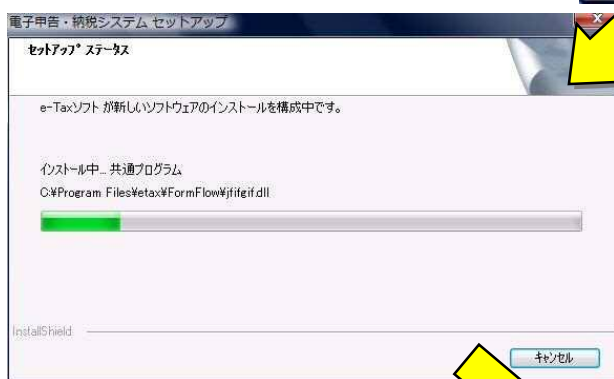 電子申告・納税システム セットアップ
セットアップ ステータス
e-Taxソフト が新しいソフトウェアのインストールを構成中です。
インストール中... 共通プログラム
C:¥Program Files¥etax¥FormFlow¥jfifgif.dll
InstallShield
キャンセル